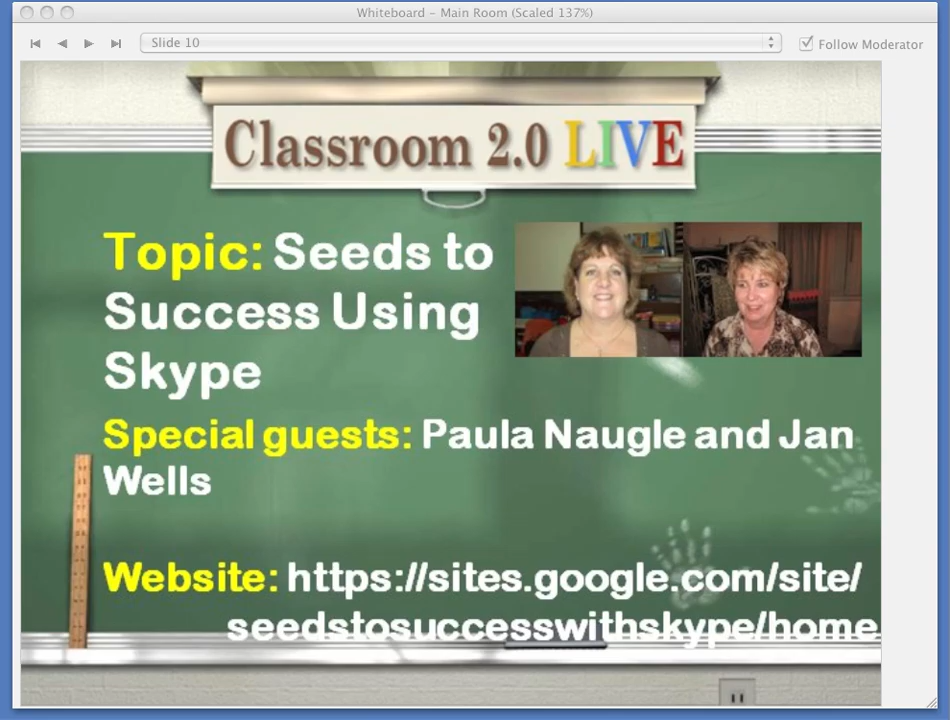 Whiteboard – Main Room (Scaled 137%)
Slide 10
Follow Moderator
Classroom 2.0 LIVE
Topic: Seeds to
Success Using
Skype
Special guests: Paula Naugle and Jan
Wells
Website: https://sites.google.com/site/
seedstosuccesswithskype/home